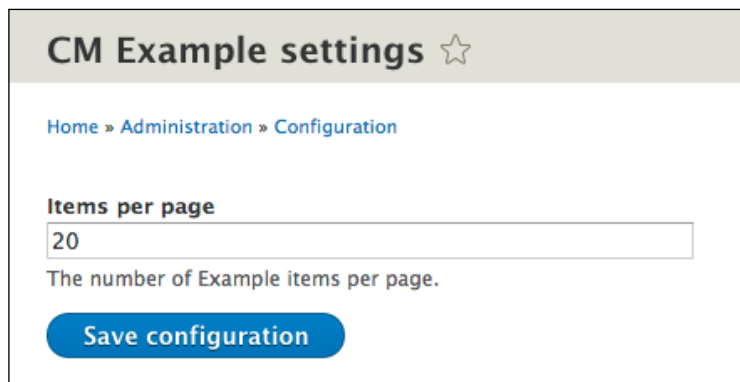 CM Example settings
Home » Administration » Configuration
Items per page
20
The number of Example items per page.
Save configuration